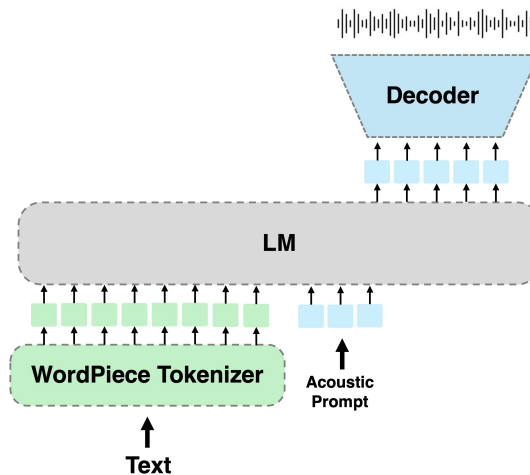 Decoder
LM
WordPiece Tokenizer
Acoustic
Prompt
Text